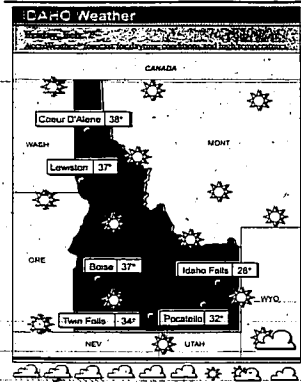 IDAHO Weather
CANADA
Coeur D'Alene 38°
WASH
MONT
Lewiston 37°
ORE
Boise 37°
Idaho Falls 28°
WYO
Twin Falls 34°
Pocatello 32°
NEV
UTAH